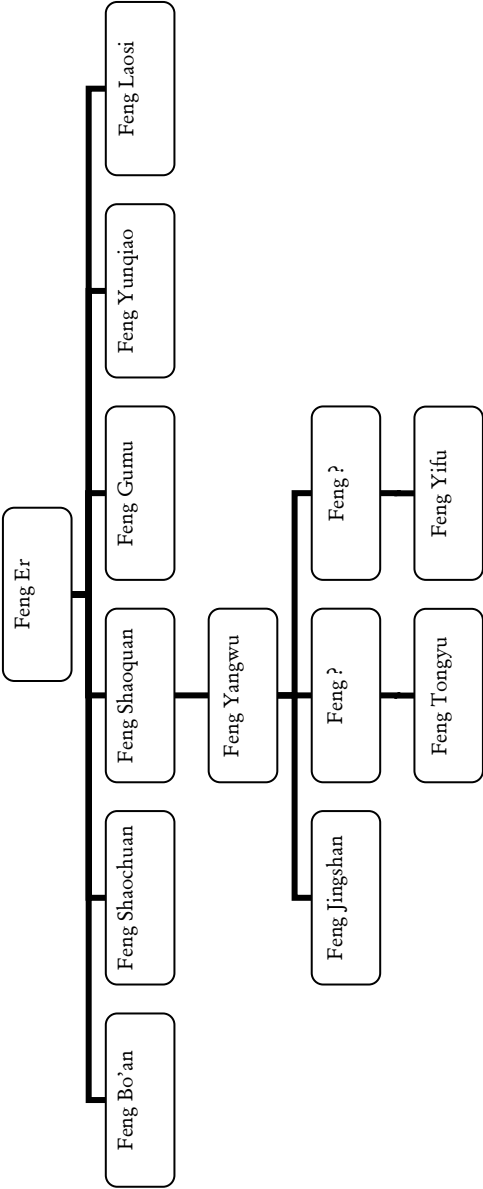 Feng Er
Feng Bo’an
Feng Shaochuan
Feng Shaoquan
Feng Gumu
Feng Yunqiao
Feng Laosi
Feng Yangwu
Feng Jingshan
Feng ?
Feng ?
Feng Tongyu
Feng Yifu